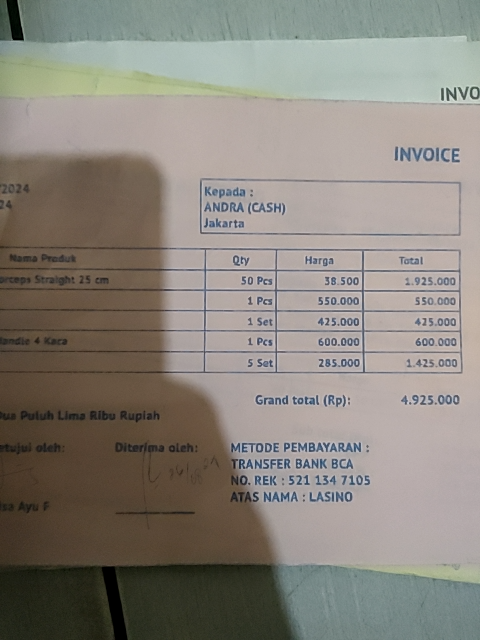 INVO
INVOICE
/2024
24
Kepada :
ANDRA (CASH)
Jakarta
Nama Produk Qty Harga Total
orceps Straight 25 cm 50 Pcs 38.500 1.925.000
1 Pcs 550.000 550.000
1 Set 425.000 425.000
andle 4 Kaca 1 Pcs 600.000 600.000
5 Set 285.000 1.425.000
Grand total (Rp): 4.925.000
Dua Puluh Lima Ribu Rupiah
etujui oleh: Diterima oleh:
METODE PEMBAYARAN :
TRANSFER BANK BCA
NO. REK : 521 134 7105
ATAS NAMA : LASINO
isa Ayu F